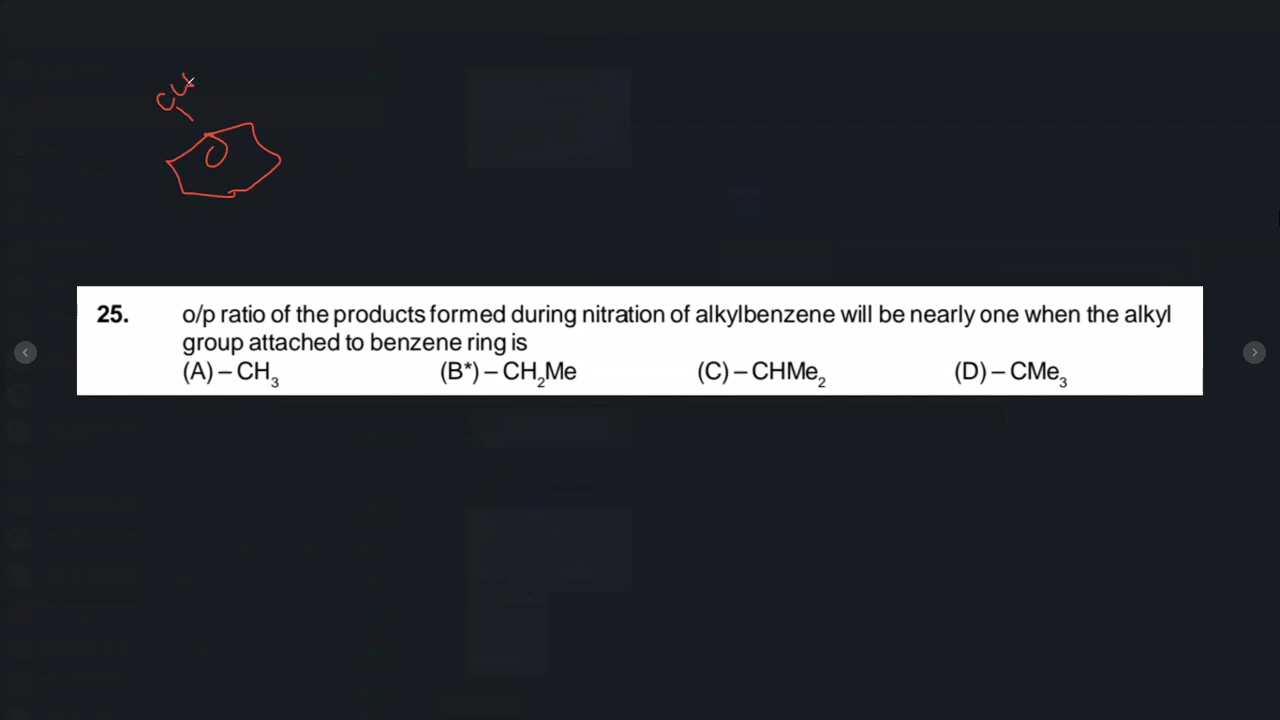 25. o/p ratio of the products formed during nitration of alkylbenzene will be nearly one when the alkyl
group attached to benzene ring is
(A) – CH₃ (B*) – CH₂Me (C) – CHMe₂ (D) – CMe₃